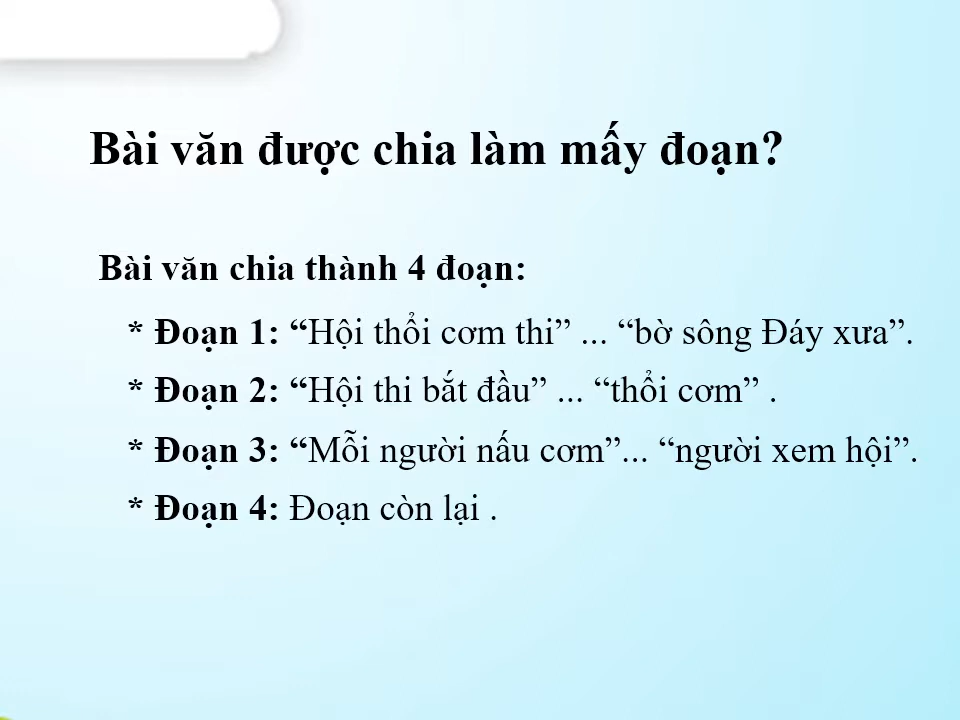 Bài văn được chia làm mấy đoạn?
Bài văn chia thành 4 đoạn:
* Đoạn 1: “Hội thổi cơm thi” ... “bờ sông Đáy xưa”.
* Đoạn 2: “Hội thi bắt đầu” ... “thổi cơm” .
* Đoạn 3: “Mỗi người nấu cơm”... “người xem hội”.
* Đoạn 4: Đoạn còn lại .